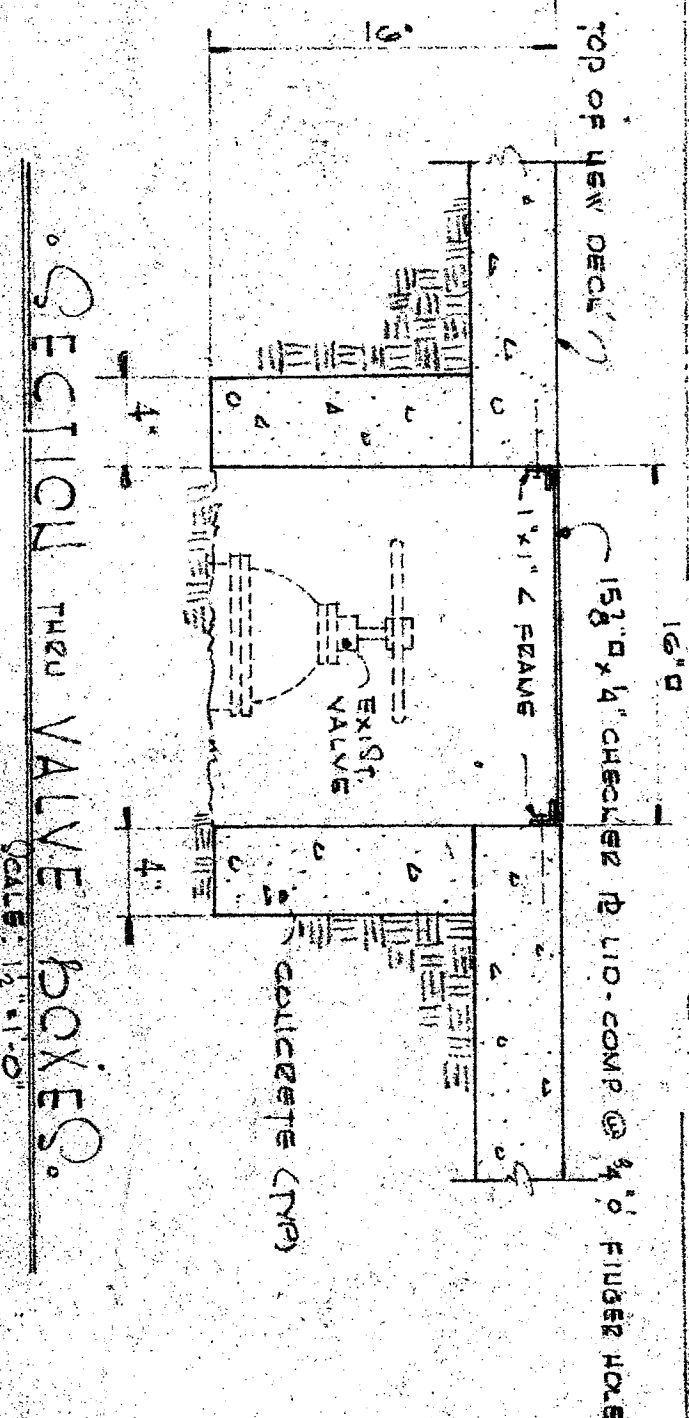 16"□
15⅞"□ x ¼" CHECKER ℞ LID-COMP @ ¾"⌀ FINGER HOLE
TOP OF NEW DECK
1"x1" ∠ FRAME
EXIST.
VALVE
4"
4"
CONCRETE (TYP)
SECTION THRU VALVE BOXES.
SCALE: 1½"=1'-0"